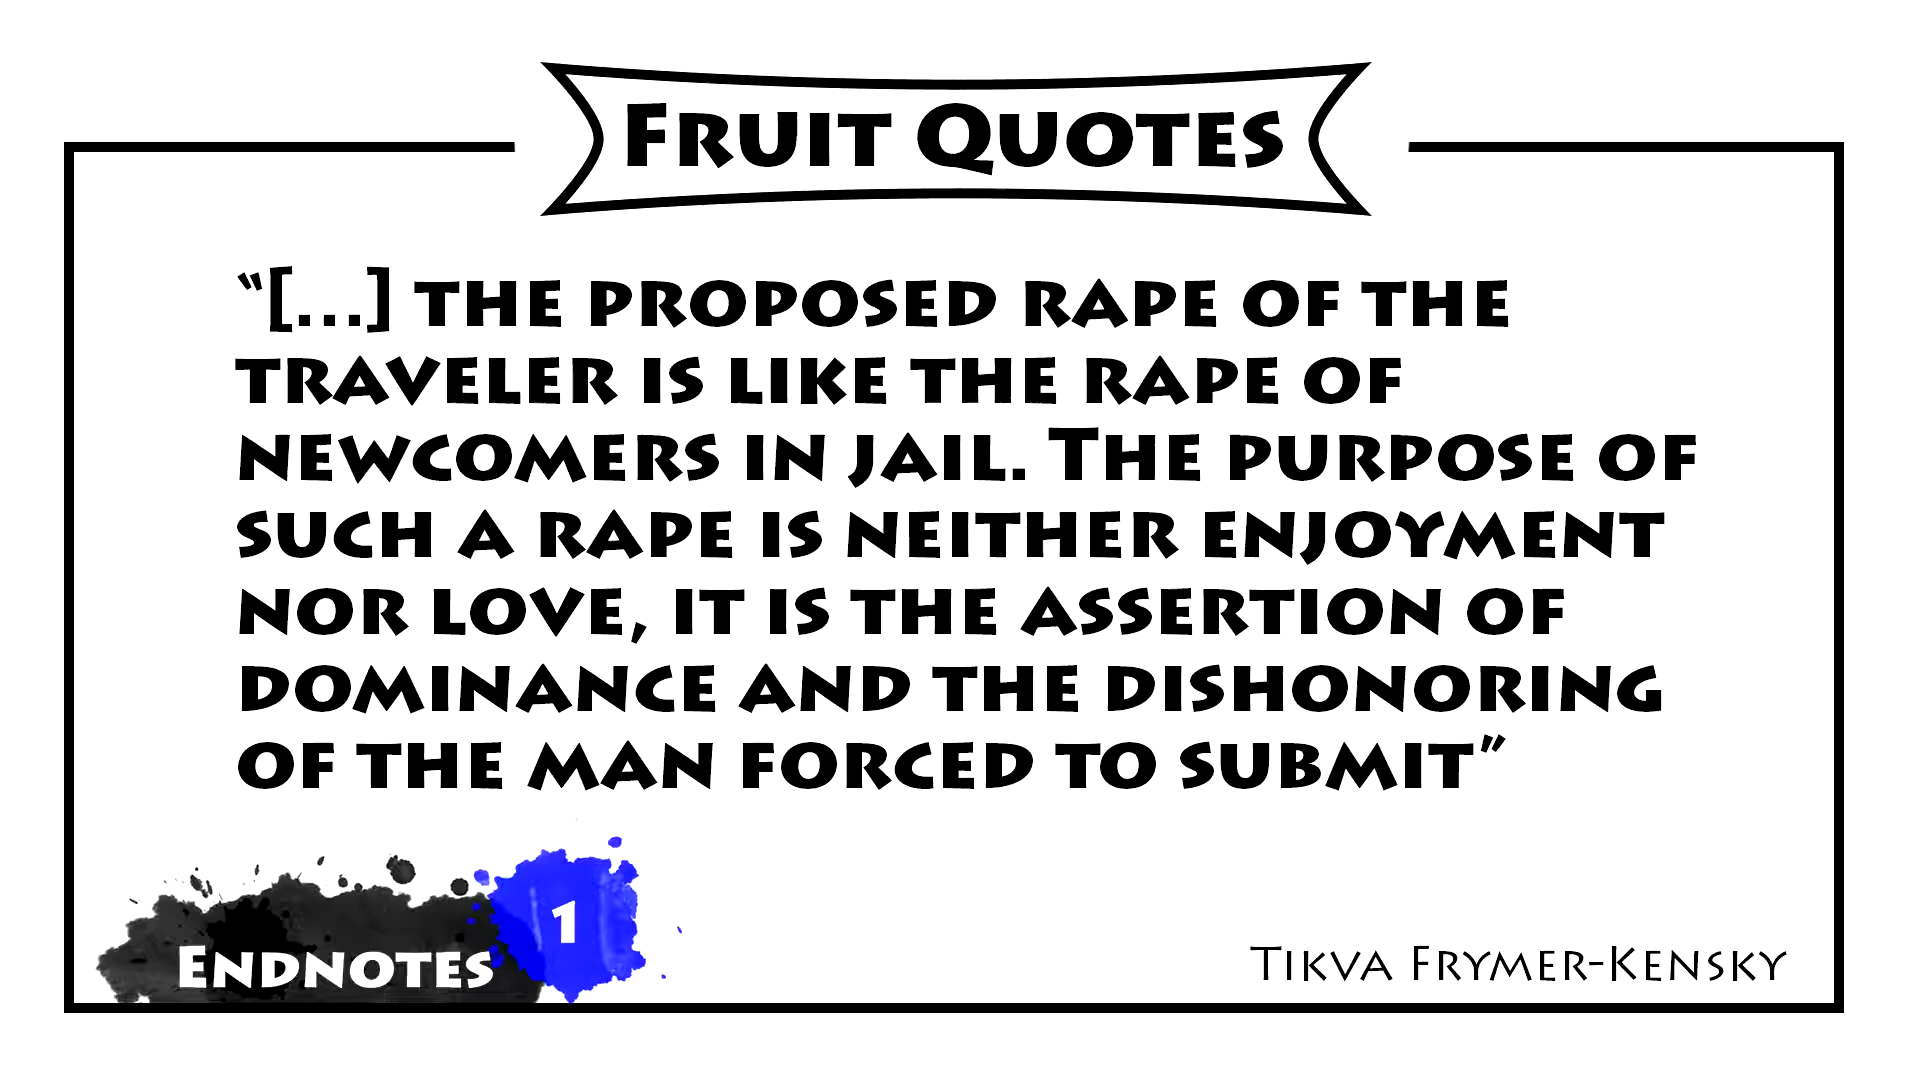 Fruit Quotes
“[…] the proposed rape of the
traveler is like the rape of
newcomers in jail. The purpose of
such a rape is neither enjoyment
nor love, it is the assertion of
dominance and the dishonoring
of the man forced to submit”
1
Endnotes
Tikva Frymer-Kensky